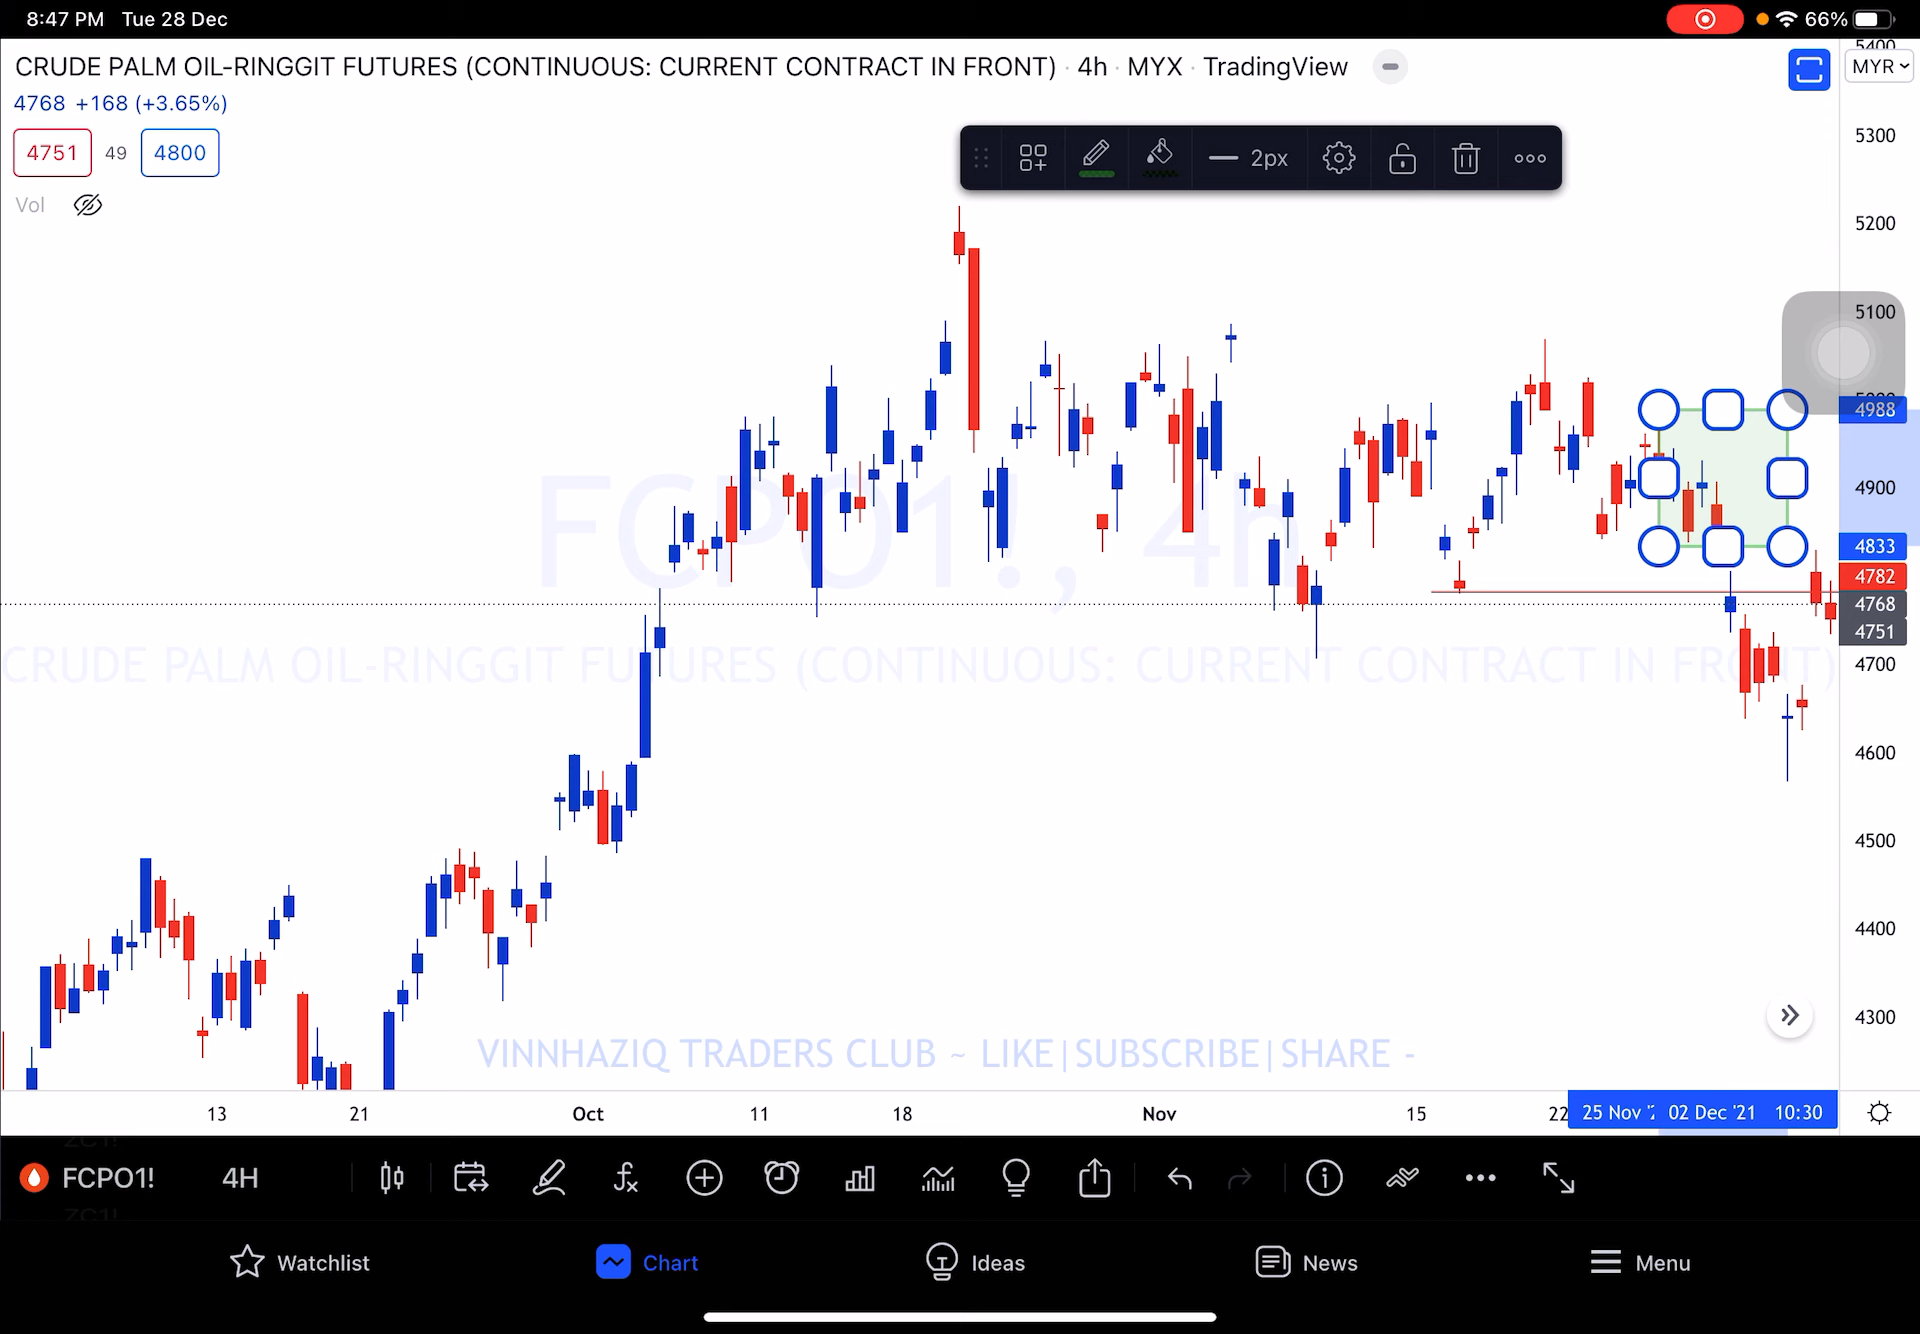 8:47 PM Tue 28 Dec
66%
CRUDE PALM OIL-RINGGIT FUTURES (CONTINUOUS: CURRENT CONTRACT IN FRONT) · 4h · MYX · TradingView
MYR
4768 +168 (+3.65%)
4751 49 4800
Vol
2px
5400
5300
5200
5100
4988
4900
4833
4782
4768
4751
4700
4600
4500
4400
4300
FCPO1!, 4h
CRUDE PALM OIL-RINGGIT FUTURES (CONTINUOUS: CURRENT CONTRACT IN FRONT)
VINNHAZIQ TRADERS CLUB ~ LIKE|SUBSCRIBE|SHARE -
13 21 Oct 11 18 Nov 15 22 25 Nov '2 02 Dec '21 10:30
FCPO1! 4H
Watchlist Chart Ideas News Menu